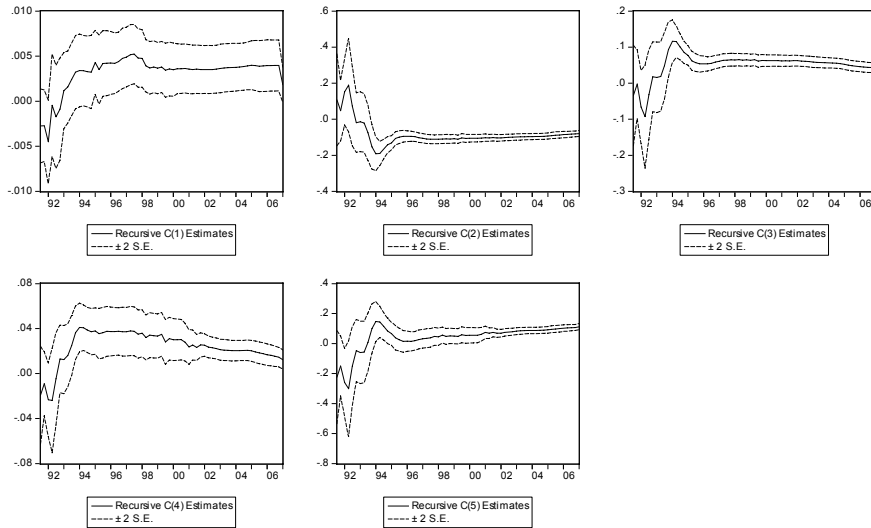 .010
.005
.000
-.005
-.010
92 94 96 98 00 02 04 06
Recursive C(1) Estimates
± 2 S.E.
.6
.4
.2
.0
-.2
-.4
92 94 96 98 00 02 04 06
Recursive C(2) Estimates
± 2 S.E.
.2
.1
.0
-.1
-.2
-.3
92 94 96 98 00 02 04 06
Recursive C(3) Estimates
± 2 S.E.
.08
.04
.00
-.04
-.08
92 94 96 98 00 02 04 06
Recursive C(4) Estimates
± 2 S.E.
.4
.2
.0
-.2
-.4
-.6
-.8
92 94 96 98 00 02 04 06
Recursive C(5) Estimates
± 2 S.E.